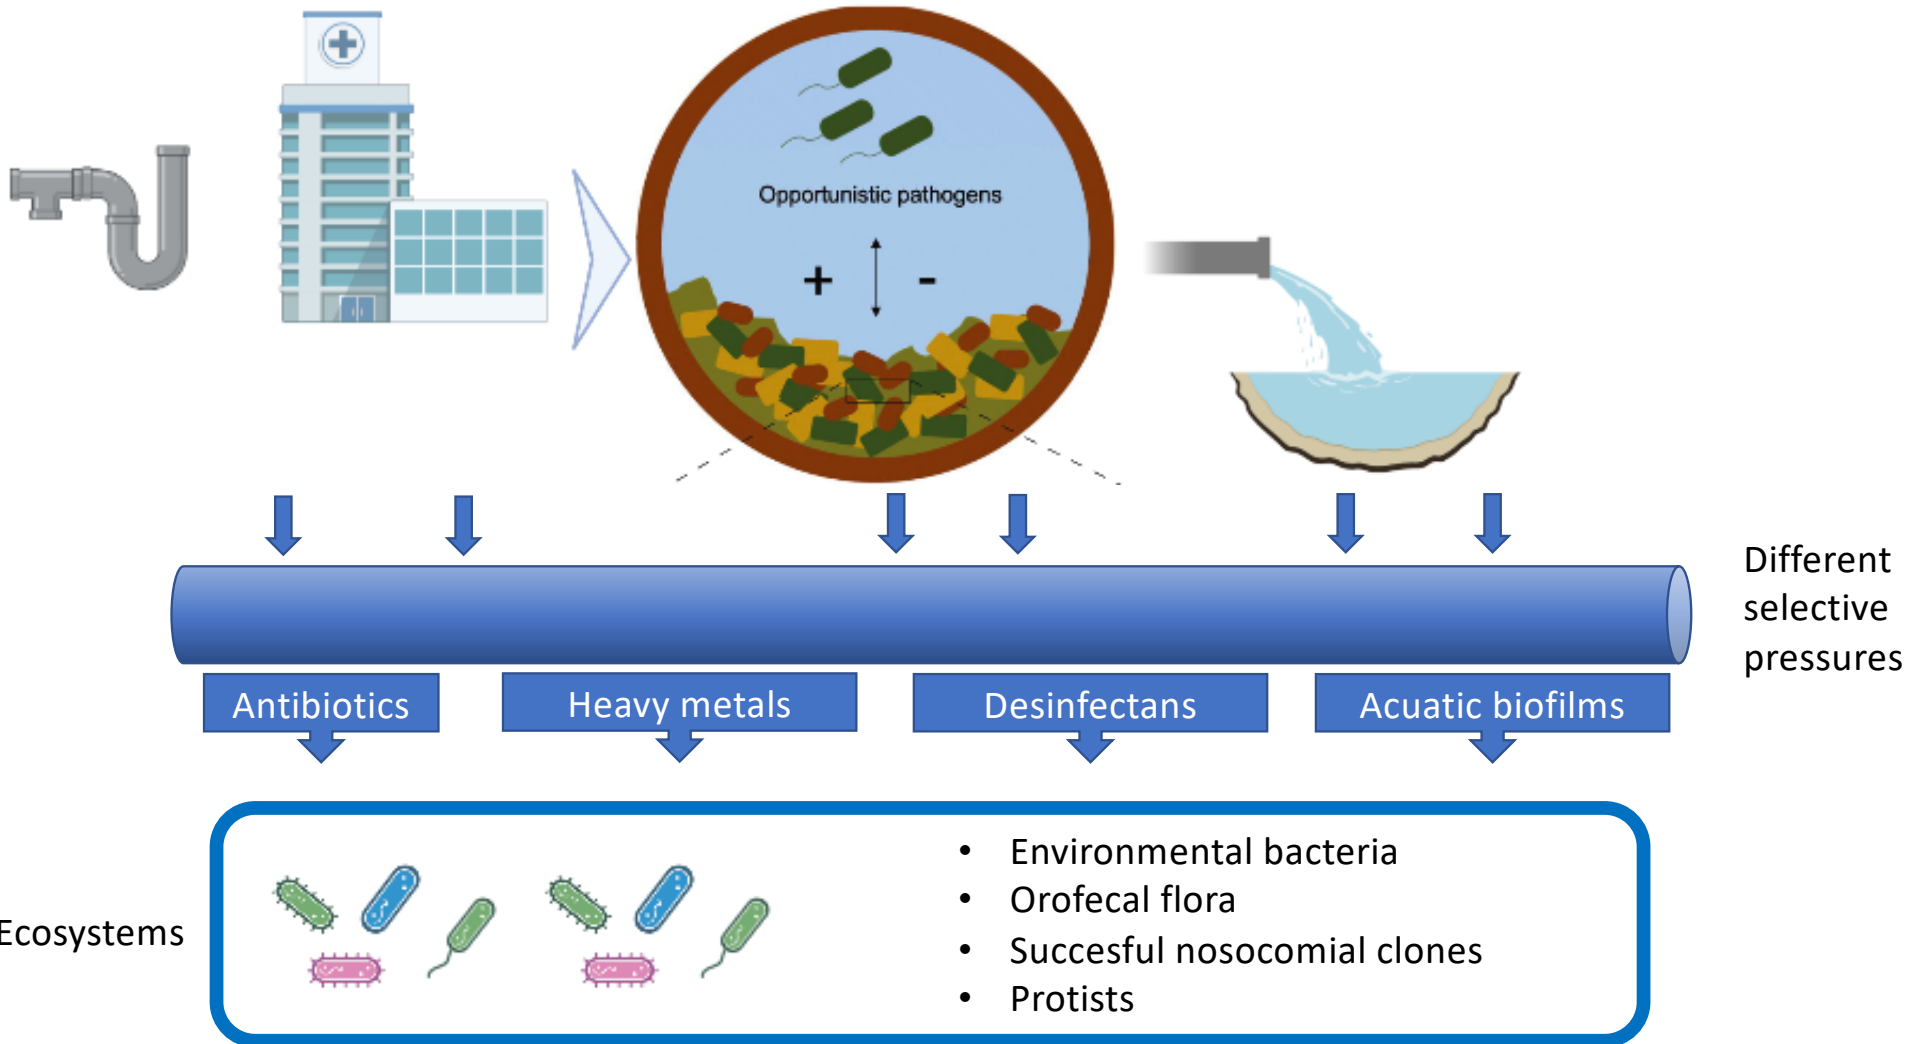 Opportunistic pathogens
+ -
Different
selective
pressures
Antibiotics
Heavy metals
Desinfectans
Acuatic biofilms
Ecosystems
• Environmental bacteria
• Orofecal flora
• Succesful nosocomial clones
• Protists